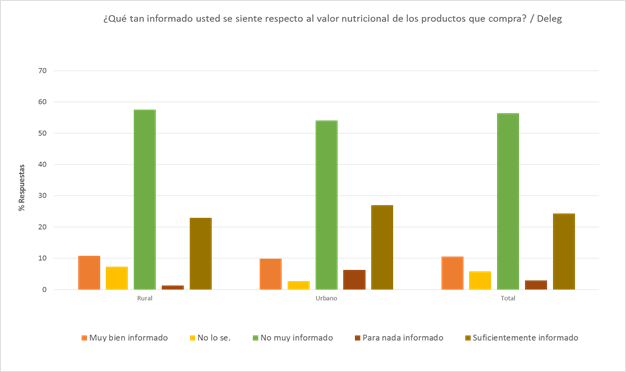 ¿Qué tan informado usted se siente respecto al valor nutricional de los productos que compra? / Deleg
70
60
50
40
30
20
10
0
% Respuestas
Rural Urbano Total
Muy bien informado No lo se. No muy informado Para nada informado Suficientemente informado